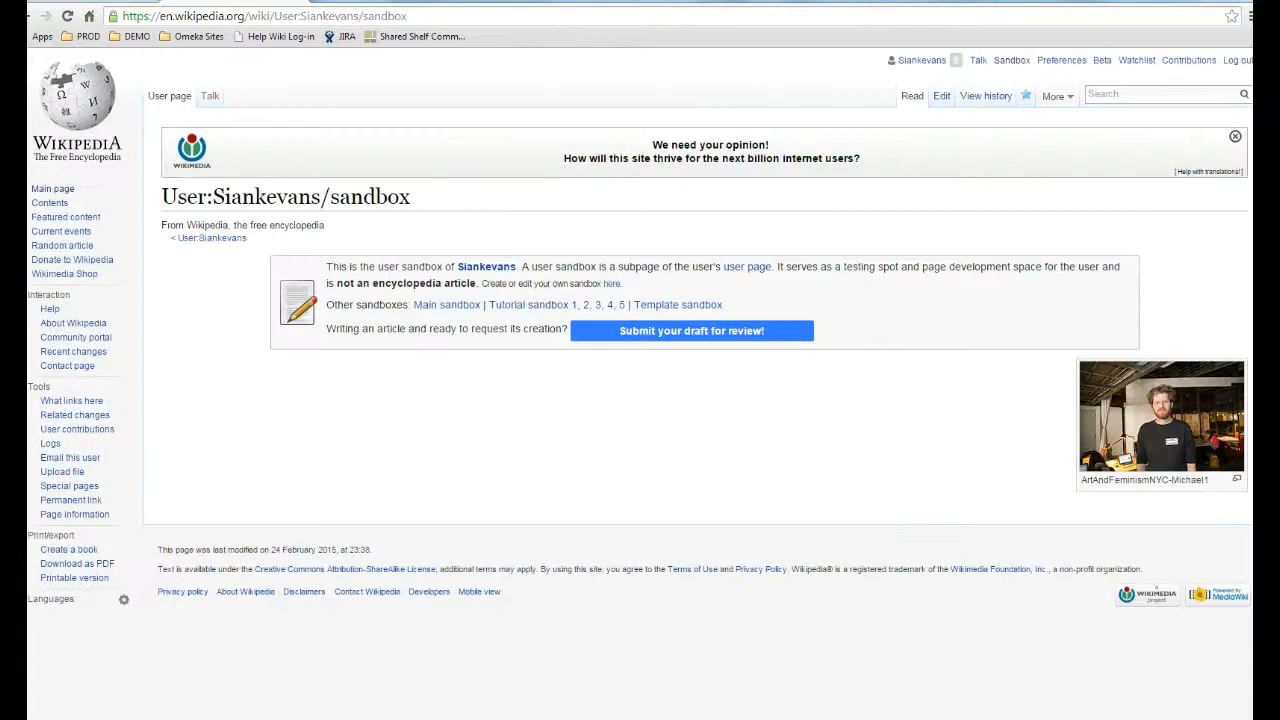 https://en.wikipedia.org/wiki/User:Siankevans/sandbox
Apps PROD DEMO Omeka Sites Help Wiki Log-in JIRA Shared Shelf Comm...
Siankevans 0 Talk Sandbox Preferences Beta Watchlist Contributions Log out
User page Talk Read Edit View history More Search
WIKIPEDIA
The Free Encyclopedia
Main page
Contents
Featured content
Current events
Random article
Donate to Wikipedia
Wikimedia Shop
Interaction
Help
About Wikipedia
Community portal
Recent changes
Contact page
Tools
What links here
Related changes
User contributions
Logs
Email this user
Upload file
Special pages
Permanent link
Page information
Print/export
Create a book
Download as PDF
Printable version
Languages
WIKIMEDIA
We need your opinion!
How will this site thrive for the next billion internet users?
[ Help with translations! ]
User:Siankevans/sandbox
From Wikipedia, the free encyclopedia
< User:Siankevans
This is the user sandbox of Siankevans. A user sandbox is a subpage of the user's user page. It serves as a testing spot and page development space for the user and
is not an encyclopedia article. Create or edit your own sandbox here.
Other sandboxes: Main sandbox | Tutorial sandbox 1, 2, 3, 4, 5 | Template sandbox
Writing an article and ready to request its creation? Submit your draft for review!
ArtAndFeminismNYC-Michael1
This page was last modified on 24 February 2015, at 23:38.
Text is available under the Creative Commons Attribution-ShareAlike License; additional terms may apply. By using this site, you agree to the Terms of Use and Privacy Policy. Wikipedia® is a registered trademark of the Wikimedia Foundation, Inc., a non-profit organization.
Privacy policy About Wikipedia Disclaimers Contact Wikipedia Developers Mobile view
WIKIMEDIA
project
Powered by
MediaWiki